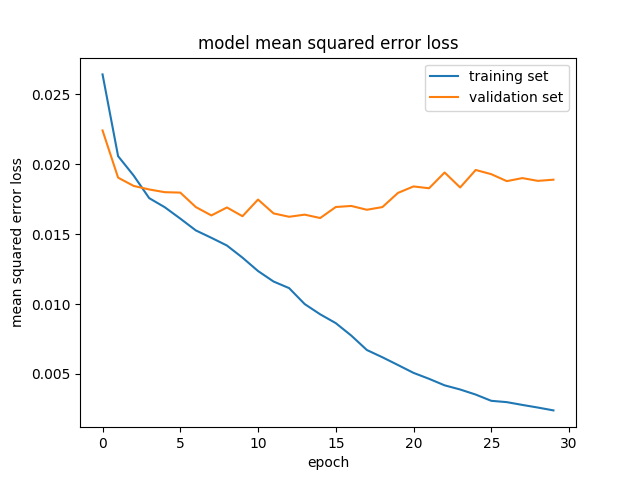 model mean squared error loss
training set
validation set
mean squared error loss
0.025
0.020
0.015
0.010
0.005
0 5 10 15 20 25 30
epoch